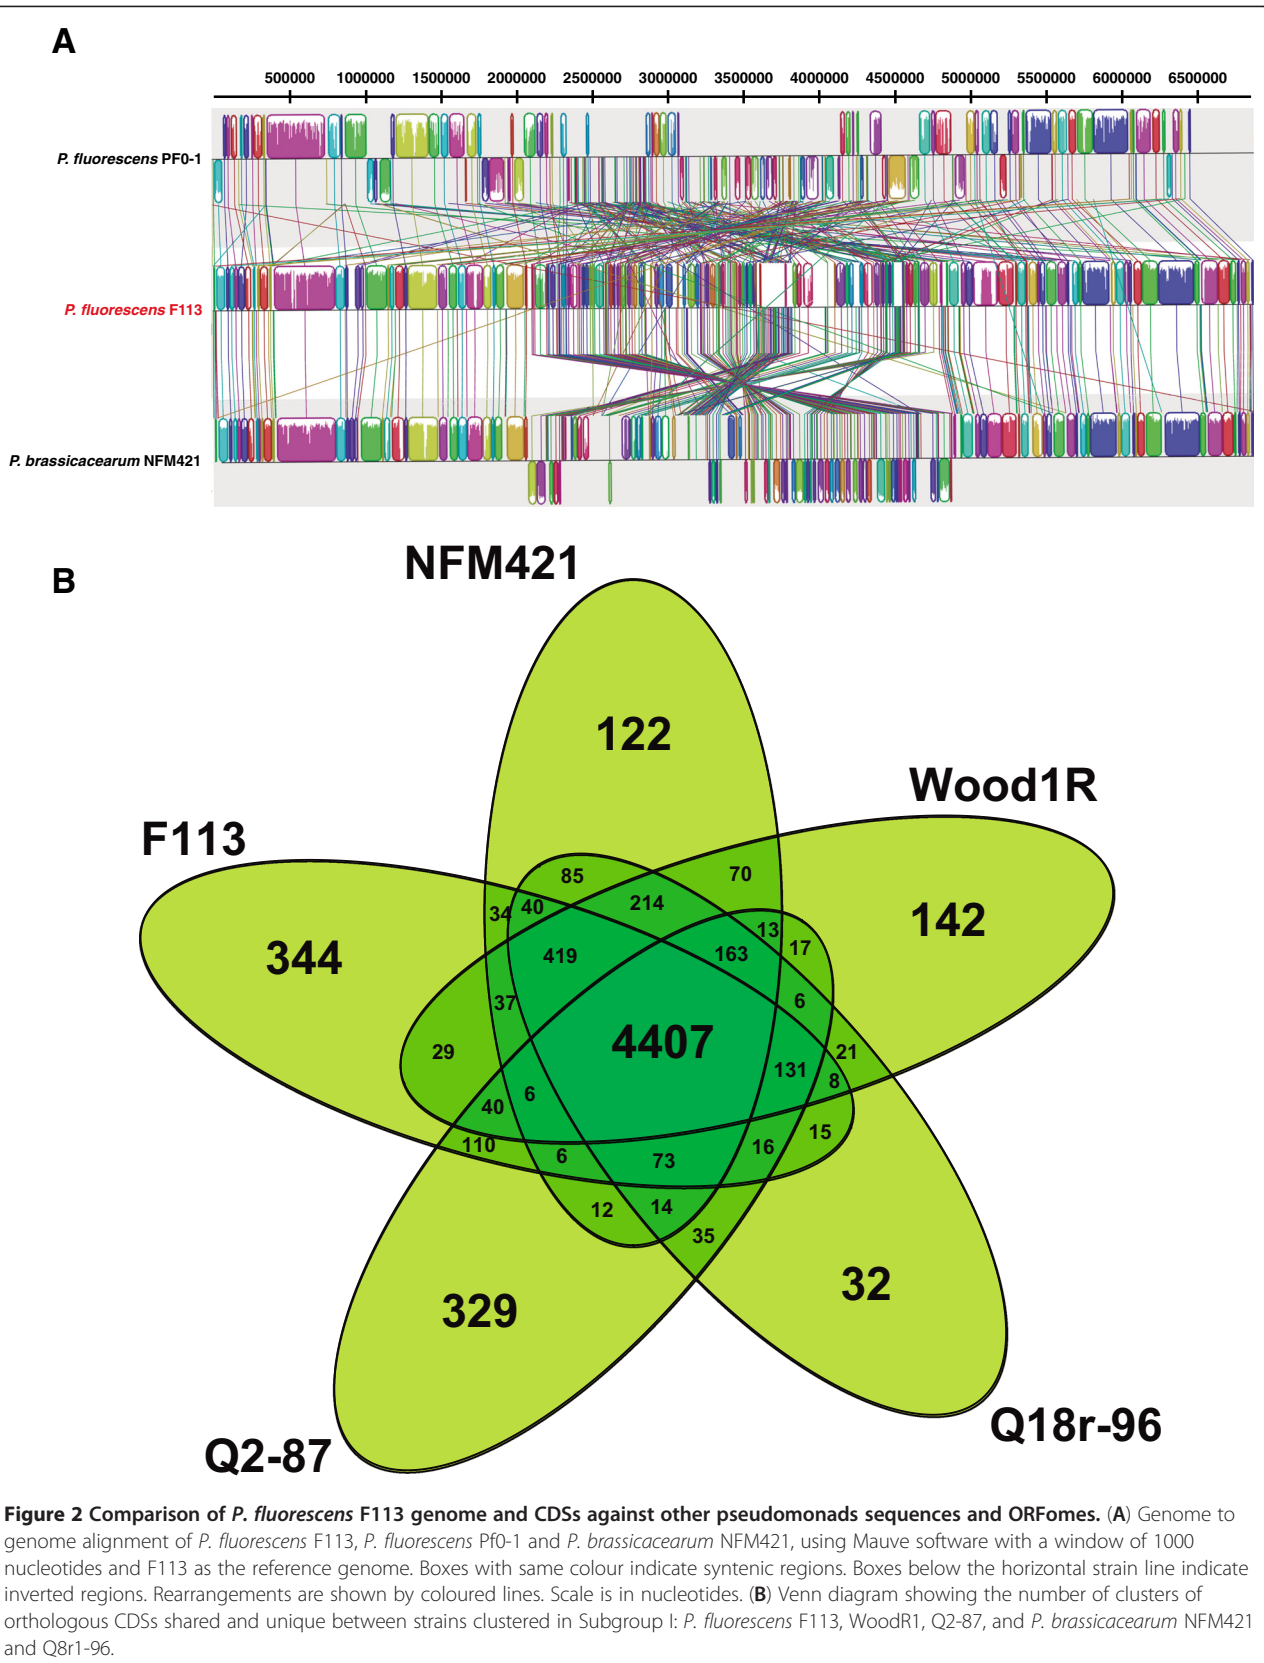 A
500000 1000000 1500000 2000000 2500000 3000000 3500000 4000000 4500000 5000000 5500000 6000000 6500000
P. fluorescens PF0-1
P. fluorescens F113
P. brassicacearum NFM421
B
NFM421
122
Wood1R
F113
85
70
34
40
214
142
13
17
344
419
163
37
6
4407
29
21
131
8
6
40
15
110
16
6
73
12
14
35
32
329
Q18r-96
Q2-87
Figure 2 Comparison of P. fluorescens F113 genome and CDSs against other pseudomonads sequences and ORFomes. (A) Genome to
genome alignment of P. fluorescens F113, P. fluorescens Pf0-1 and P. brassicacearum NFM421, using Mauve software with a window of 1000
nucleotides and F113 as the reference genome. Boxes with same colour indicate syntenic regions. Boxes below the horizontal strain line indicate
inverted regions. Rearrangements are shown by coloured lines. Scale is in nucleotides. (B) Venn diagram showing the number of clusters of
orthologous CDSs shared and unique between strains clustered in Subgroup I: P. fluorescens F113, WoodR1, Q2-87, and P. brassicacearum NFM421
and Q8r1-96.